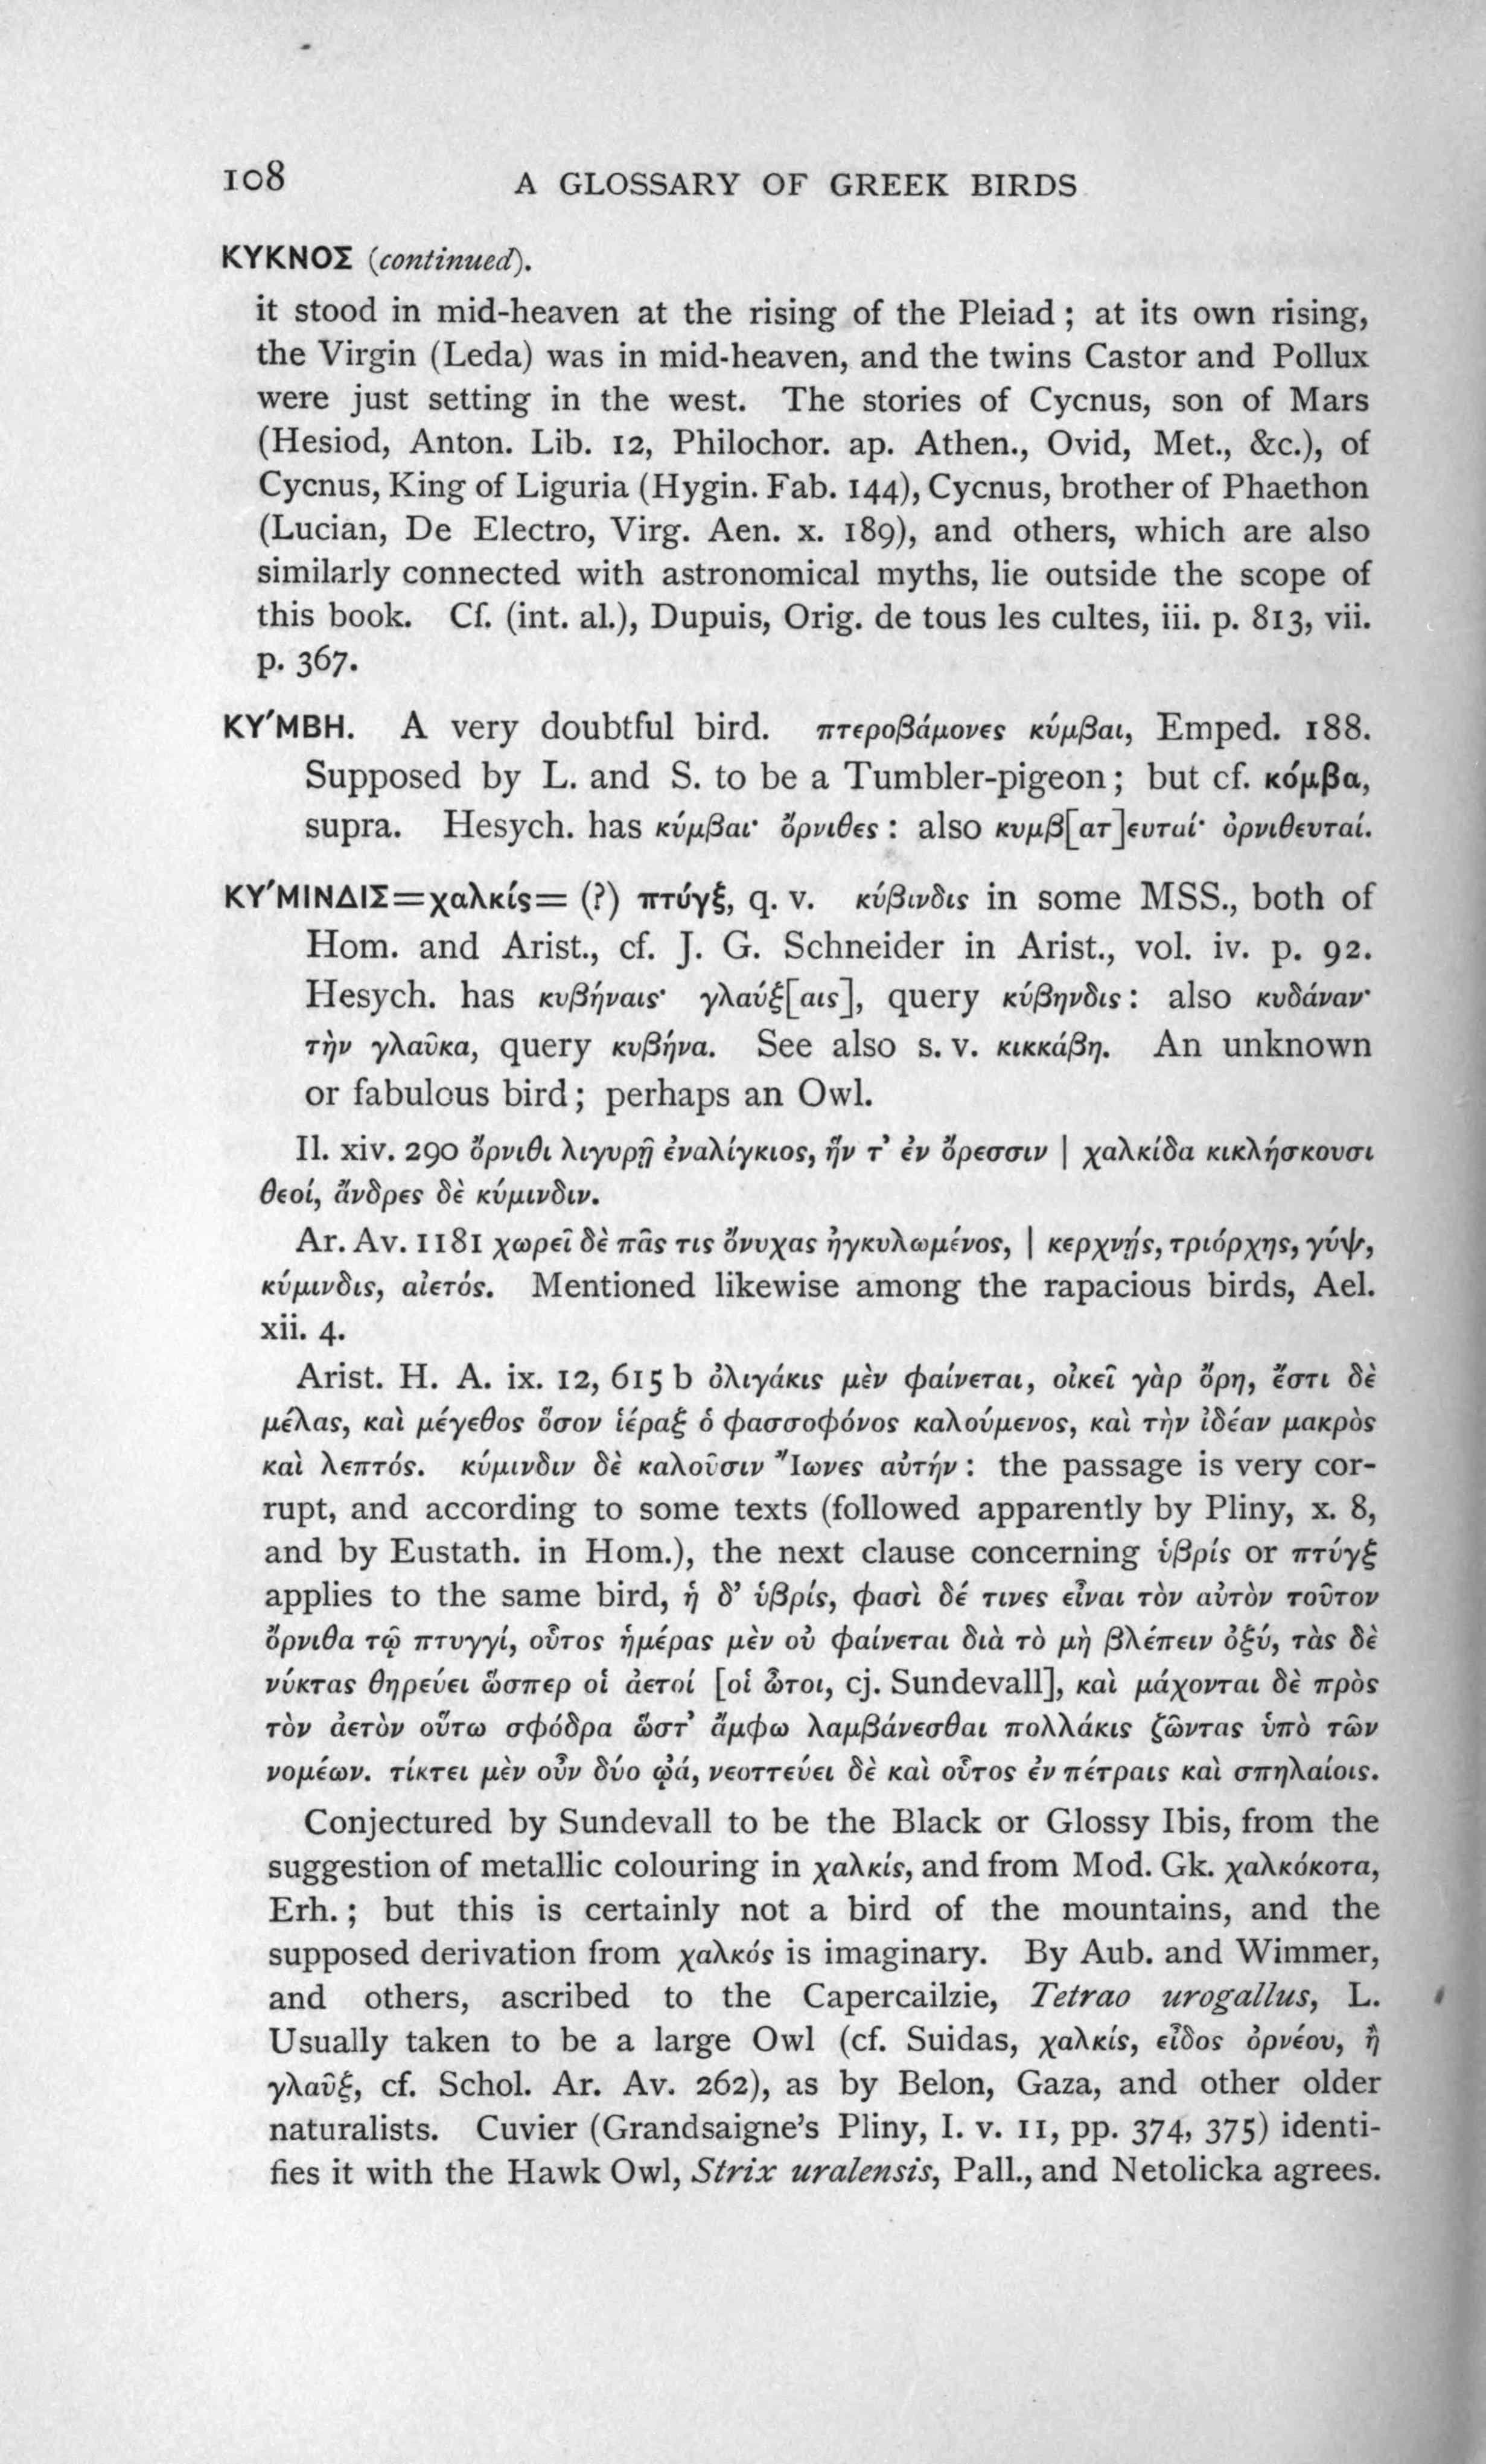 108 A GLOSSARY OF GREEK BIRDS
ΚΥΚΝΟΣ (continued).
it stood in mid-heaven at the rising of the Pleiad ; at its own rising,
the Virgin (Leda) was in mid-heaven, and the twins Castor and Pollux
were just setting in the west. The stories of Cycnus, son of Mars
(Hesiod, Anton. Lib. 12, Philochor. ap. Athen., Ovid, Met., &c.), of
Cycnus, King of Liguria (Hygin. Fab. 144), Cycnus, brother of Phaethon
(Lucian, De Electro, Virg. Aen. x. 189), and others, which are also
similarly connected with astronomical myths, lie outside the scope of
this book. Cf. (int. al.), Dupuis, Orig. de tous les cultes, iii. p. 813, vii.
p. 367.
ΚΥ´ΜΒΗ. A very doubtful bird. πτεροβάμονες κύμβαι, Emped. 188.
Supposed by L. and S. to be a Tumbler-pigeon ; but cf. κόμβα,
supra. Hesych. has κύμβαι· ὄρνιθες : also κυμβ[ατ]ευταί· ὀρνιθευταί.
ΚΥ´ΜΙΝΔΙΣ=χαλκίς= (?) πτύγξ, q. v. κύβινδις in some MSS., both of
Hom. and Arist., cf. J. G. Schneider in Arist., vol. iv. p. 92.
Hesych. has κυβήναις· γλαύξ[αις], query κύβηνδις : also κυδάναν·
τὴν γλαῦκα, query κυβήνα. See also s. v. κικκάβη. An unknown
or fabulous bird ; perhaps an Owl.
Il. xiv. 290 ὄρνιθι λιγυρῇ ἐναλίγκιος, ἥν τ’ ἐν ὄρεσσιν | χαλκίδα κικλήσκουσι
θεοί, ἄνδρες δὲ κύμινδιν.
Ar. Av. 1181 χωρεῖ δὲ πᾶς τις ὄνυχας ἠγκυλωμένος, | κερχνῄς, τριόρχης, γύψ,
κύμινδις, αἰετός. Mentioned likewise among the rapacious birds, Ael.
xii. 4.
Arist. H. A. ix. 12, 615 b ὀλιγάκις μὲν φαίνεται, οἰκεῖ γὰρ ὄρη, ἔστι δὲ
μέλας, καὶ μέγεθος ὅσον ἱέραξ ὁ φασσοφόνος καλούμενος, καὶ τὴν ἰδέαν μακρὸς
καὶ λεπτός. κύμινδιν δὲ καλοῦσιν Ἴωνες αὐτήν : the passage is very cor-
rupt, and according to some texts (followed apparently by Pliny, x. 8,
and by Eustath. in Hom.), the next clause concerning ὑβρίς or πτύγξ
applies to the same bird, ἡ δ’ ὑβρίς, φασὶ δέ τινες εἶναι τὸν αὐτὸν τοῦτον
ὄρνιθα τῷ πτυγγί, οὗτος ἡμέρας μὲν οὐ φαίνεται διὰ τὸ μὴ βλέπειν ὀξύ, τὰς δὲ
νύκτας θηρεύει ὥσπερ οἱ ἀετοί [οἱ ὦτοι, cj. Sundevall], καὶ μάχονται δὲ πρὸς
τὸν ἀετὸν οὕτω σφόδρα ὥστ’ ἄμφω λαμβάνεσθαι πολλάκις ζῶντας ὑπὸ τῶν
νομέων. τίκτει μὲν οὖν δύο ᾠά, νεοττεύει δὲ καὶ οὗτος ἐν πέτραις καὶ σπηλαίοις.
Conjectured by Sundevall to be the Black or Glossy Ibis, from the
suggestion of metallic colouring in χαλκίς, and from Mod. Gk. χαλκόκοτα,
Erh. ; but this is certainly not a bird of the mountains, and the
supposed derivation from χαλκός is imaginary. By Aub. and Wimmer,
and others, ascribed to the Capercailzie, Tetrao urogallus, L.
Usually taken to be a large Owl (cf. Suidas, χαλκίς, εἶδος ὀρνέου, ἢ
γλαῦξ, cf. Schol. Ar. Av. 262), as by Belon, Gaza, and other older
naturalists. Cuvier (Grandsaigne's Pliny, I. v. 11, pp. 374, 375) identi-
fies it with the Hawk Owl, Strix uralensis, Pall., and Netolicka agrees.